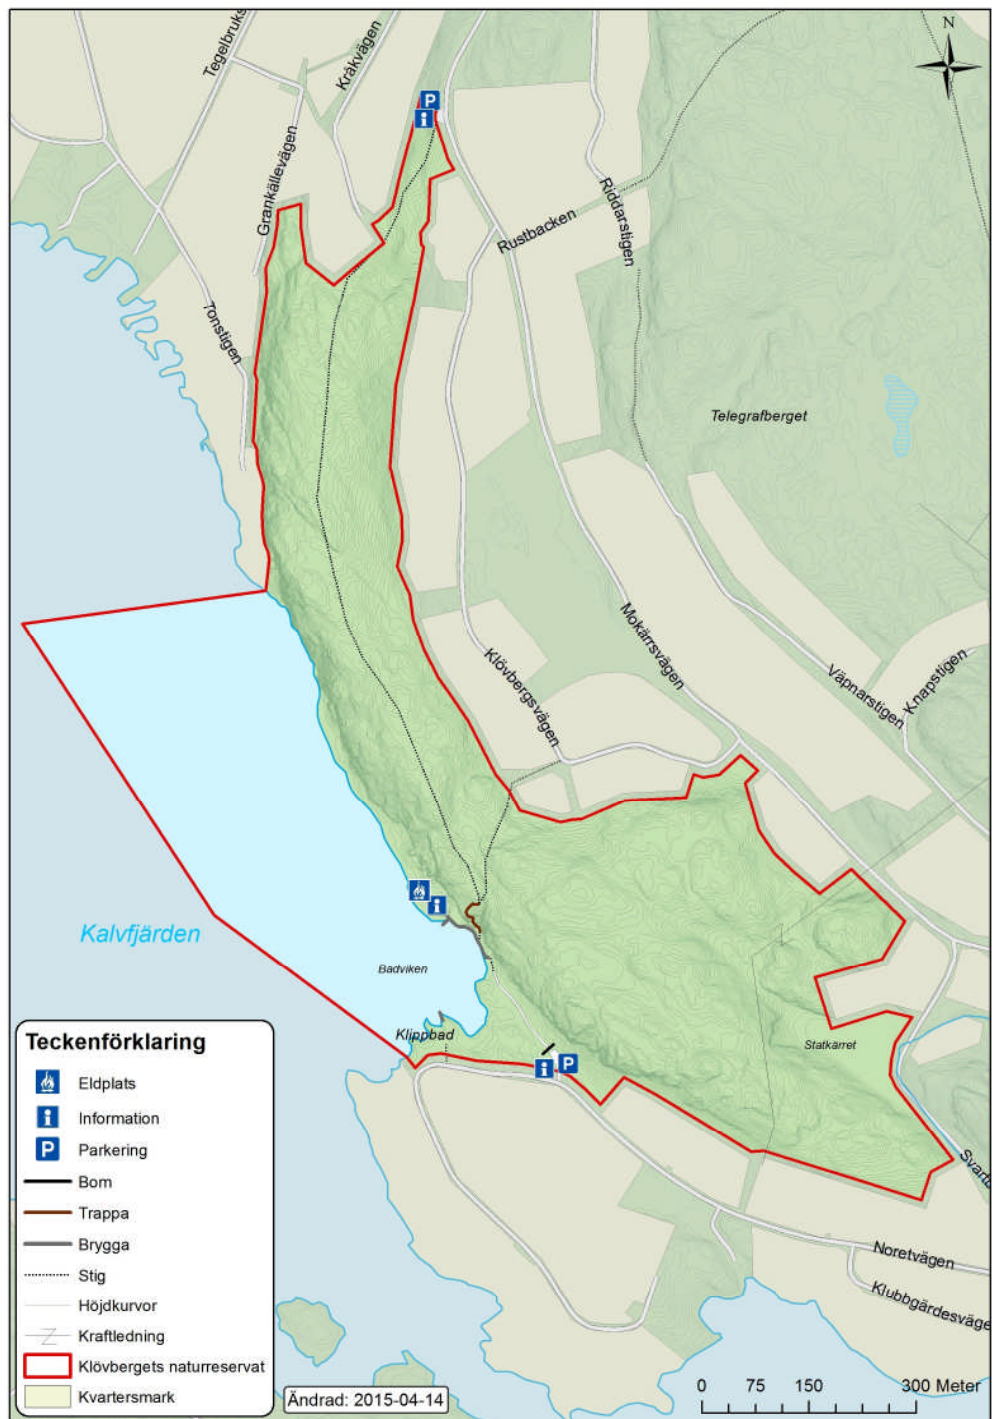 N
Tegelbruks
Kråkvägen
P
i
Grankällevägen
Riddarstigen
Rustbacken
Tonstigen
Telegrafberget
Mokärrsvägen
Klövbergsvägen
Väpnarstigen
Knapstigen
i
Kalvfjärden
Badviken
Klippbad
Statkärret
i
P
Svartb
Noretvägen
Klubbgärdesväge
Teckenförklaring
Eldplats
i Information
P Parkering
Bom
Trappa
Brygga
Stig
Höjdkurvor
Kraftledning
Klövbergets naturreservat
Kvartersmark
Ändrad: 2015-04-14
0 75 150 300 Meter